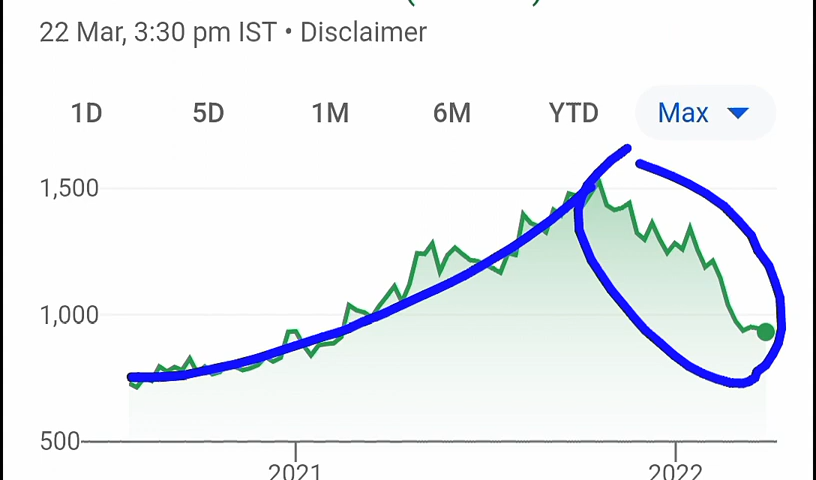 22 Mar, 3:30 pm IST • Disclaimer
1D 5D 1M 6M YTD Max
1,500
1,000
500
2021 2022